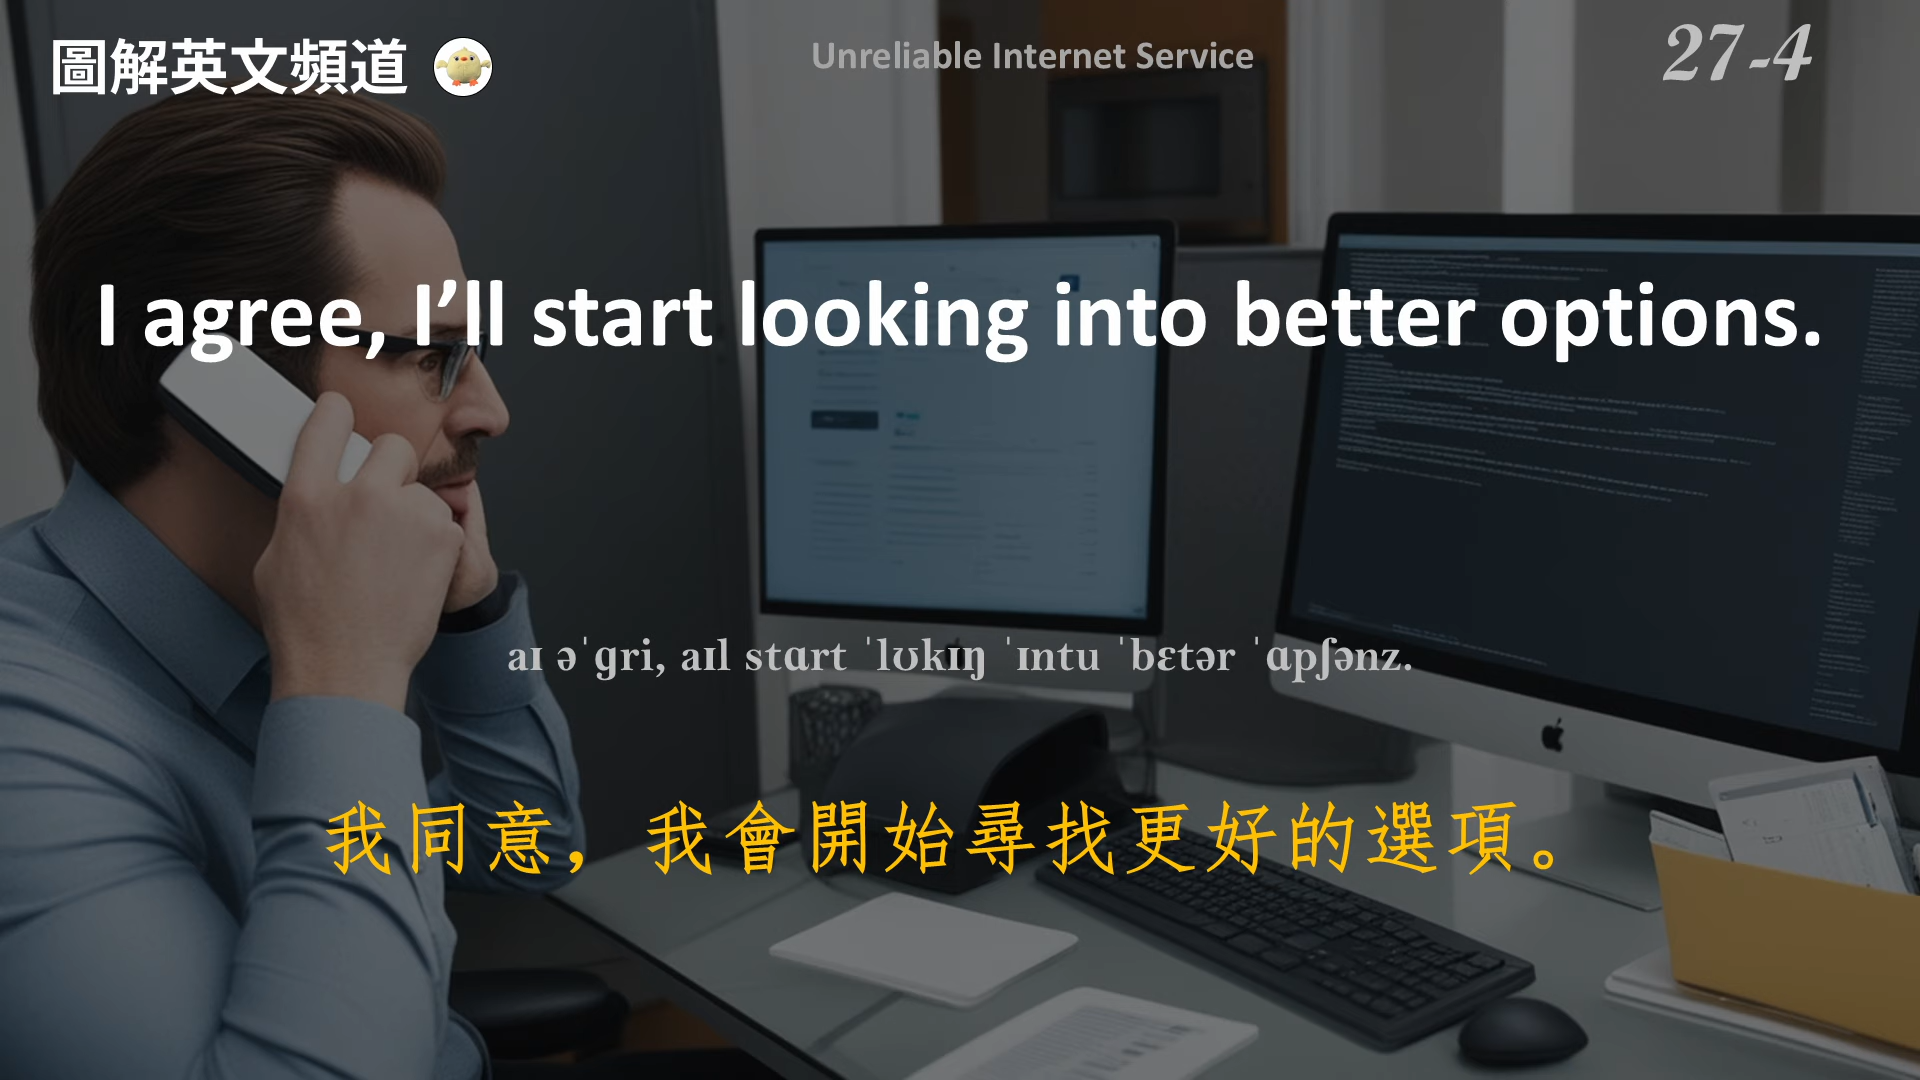 圖解英文頻道
Unreliable Internet Service
27-4
I agree, I’ll start looking into better options.
aɪ əˈɡri, aɪl stɑrt ˈlʊkɪŋ ˈɪntu ˈbɛtər ˈɑpʃənz.
我同意，我會開始尋找更好的選項。